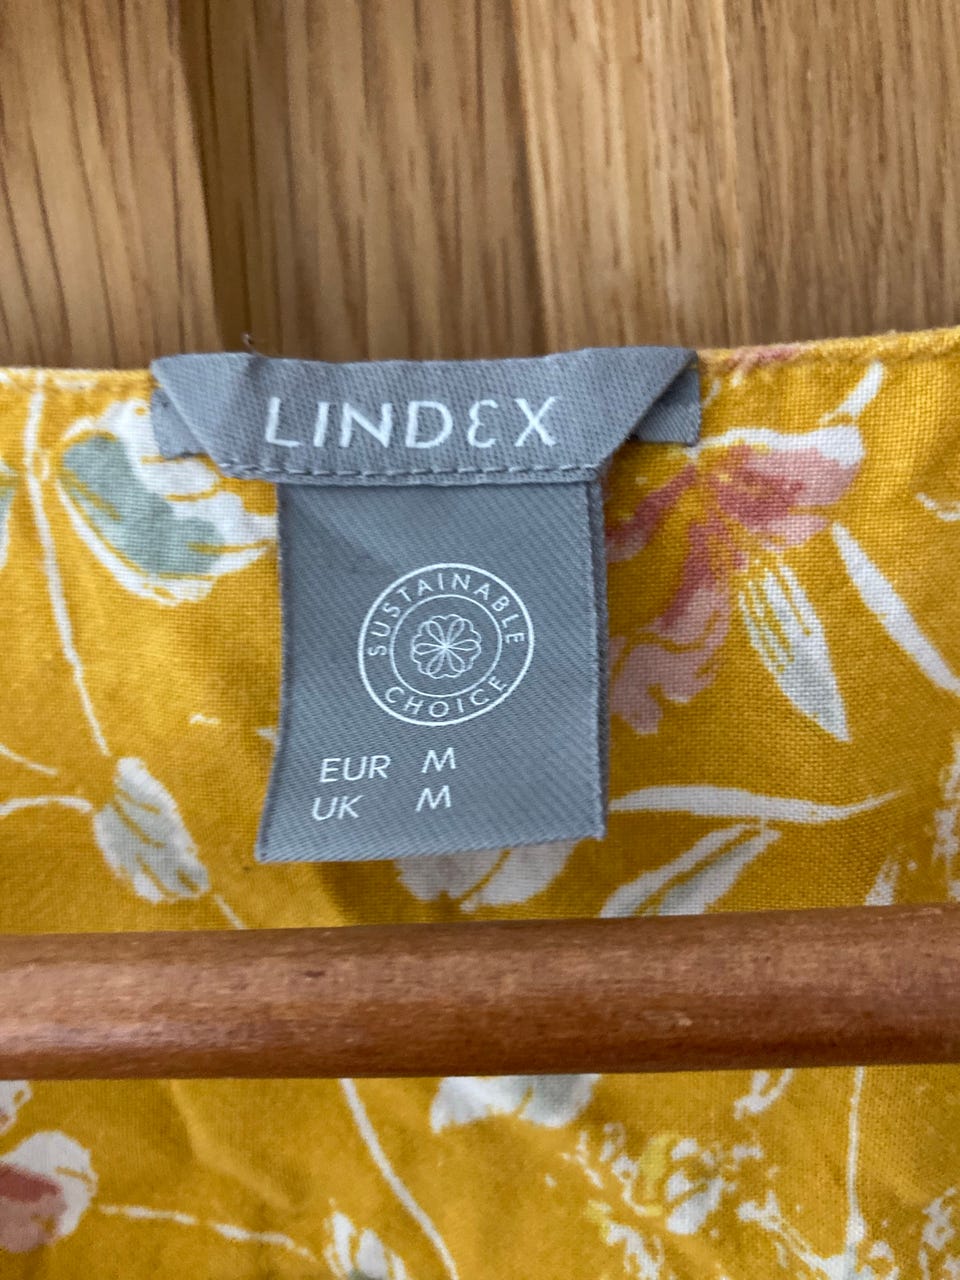 LINDEX
SUSTAINABLE
CHOICE
EUR M
UK M